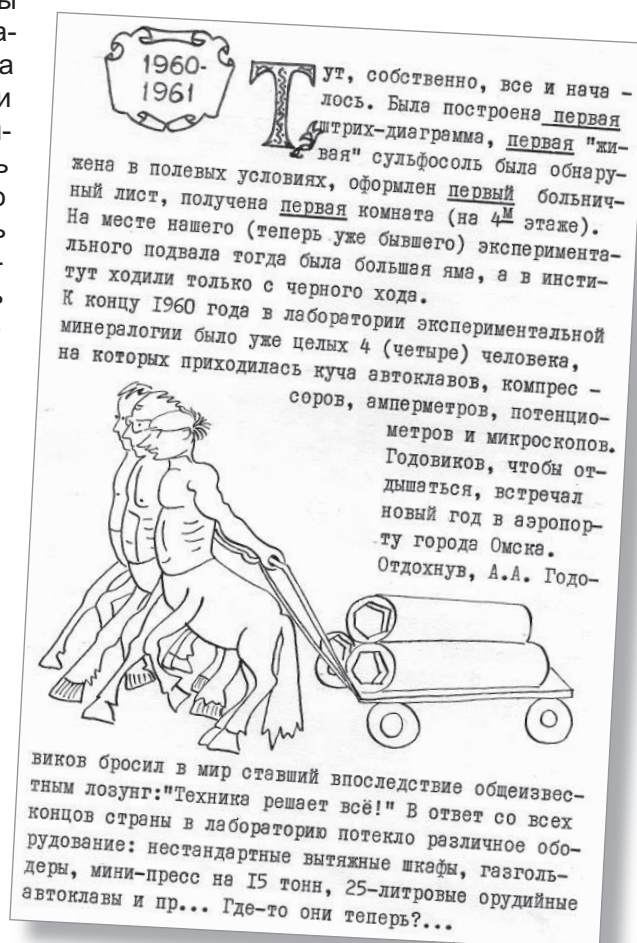 ы
а-
а
и
-
ь
о
ь
-
ь
1960-
1961
Тут, собственно, все и нача -
лось. Была построена первая
штрих-диаграмма, первая "жи-
вая" сульфосоль была обнару-
жена в полевых условиях, оформлен первый больнич-
ный лист, получена первая комната (на 4м этаже).
На месте нашего (теперь уже бывшего) эксперимента-
льного подвала тогда была большая яма, а в инсти-
тут ходили только с черного хода.
К концу I960 года в лаборатории экспериментальной
минералогии было уже целых 4 (четыре) человека,
на которых приходилась куча автоклавов, компрес -
соров, амперметров, потенцио-
метров и микроскопов.
Годовиков, чтобы от-
дышаться, встречал
новый год в аэропор-
ту города Омска.
Отдохнув, А.А. Годо-
виков бросил в мир ставший впоследствие общеизвес-
тным лозунг:"Техника решает всё!" В ответ со всех
концов страны в лабораторию потекло различное обо-
рудование: нестандартные вытяжные шкафы, газголь-
деры, мини-пресс на I5 тонн, 25-литровые орудийные
автоклавы и пр... Где-то они теперь?...